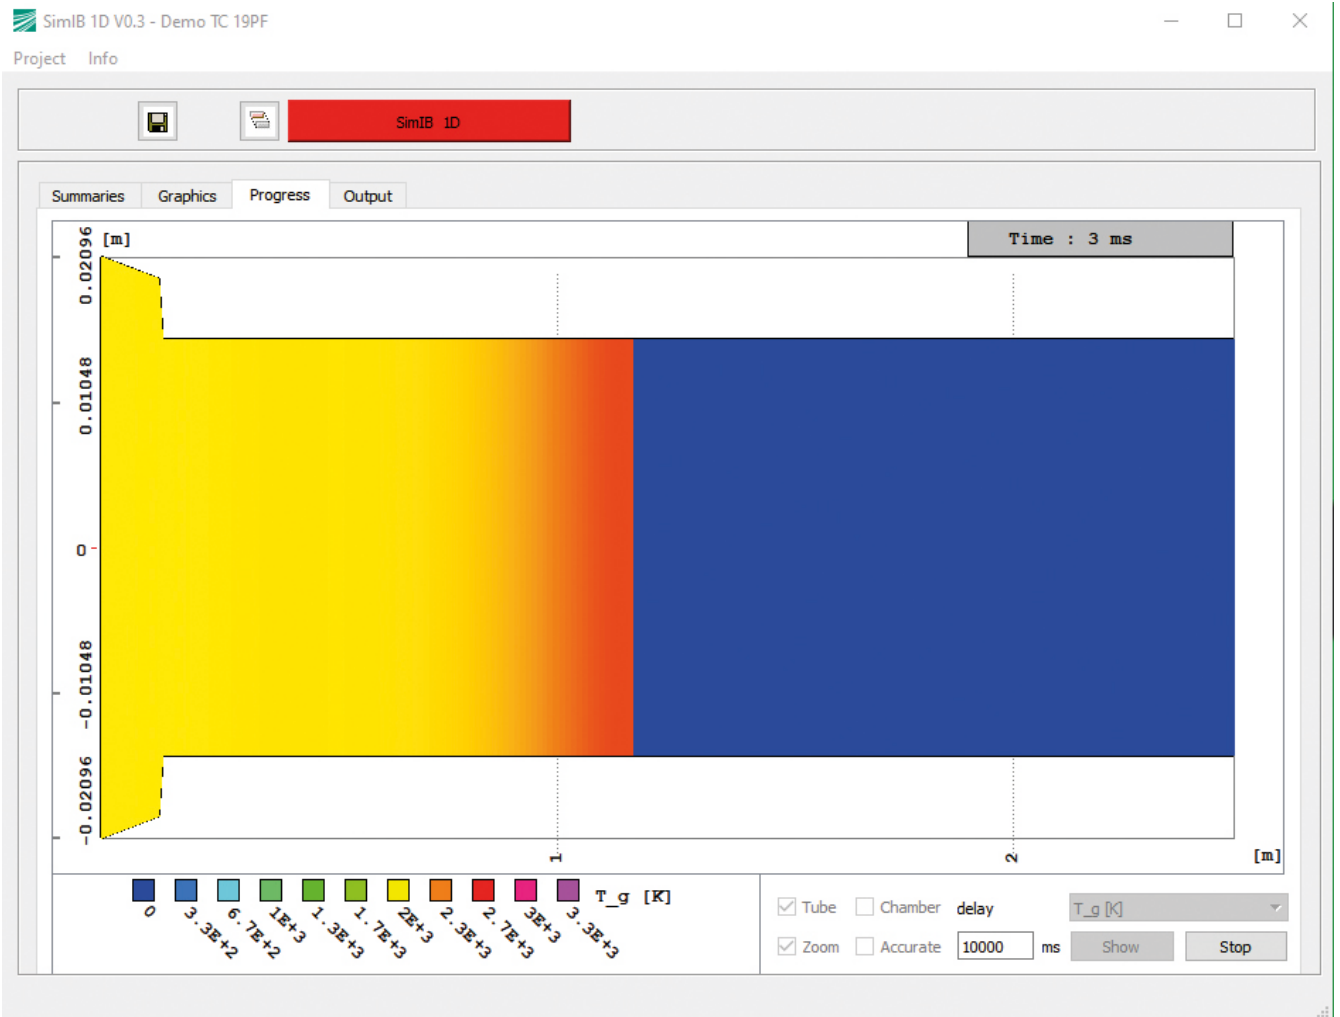 SimIB 1D V0.3 - Demo TC 19PF
Project Info
SimIB 1D
Summaries Graphics Progress Output
[m]
Time : 3 ms
0.02096
0.01048
0
-0.01048
-0.02096
1 2 [m]
0 3.3E+2 6.7E+2 1E+3 1.3E+3 1.7E+3 2E+3 2.3E+3 2.7E+3 3E+3 3.3E+3 T_g [K]
Tube Chamber delay T_g [K]
Zoom Accurate 10000 ms Show Stop